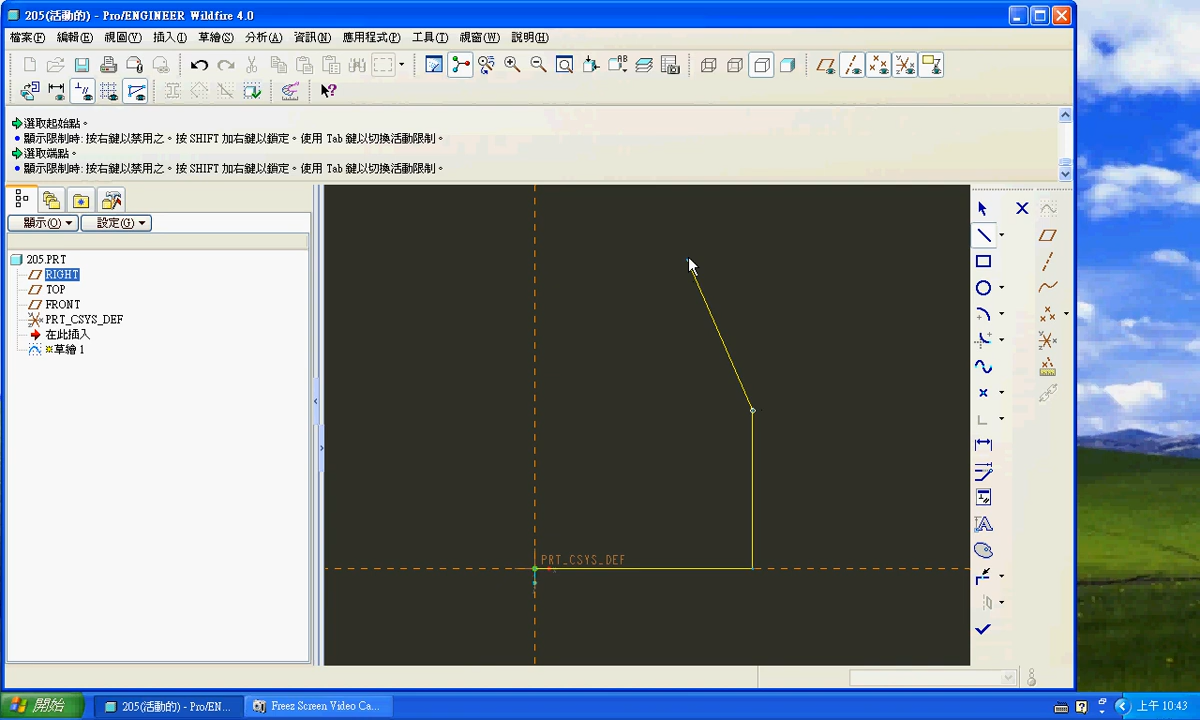 205(活動的) - Pro/ENGINEER Wildfire 4.0
檔案(F) 編輯(E) 視圖(V) 插入(I) 草繪(S) 分析(A) 資訊(N) 應用程式(P) 工具(T) 視窗(W) 說明(H)
選取起始點。
顯示限制時: 按右鍵以禁用之。按 SHIFT 加右鍵以鎖定。使用 Tab 鍵以切換活動限制。
選取端點。
顯示限制時: 按右鍵以禁用之。按 SHIFT 加右鍵以鎖定。使用 Tab 鍵以切換活動限制。
顯示(O) 設定(G)
205.PRT
RIGHT
TOP
FRONT
PRT_CSYS_DEF
在此插入
草繪 1
PRT_CSYS_DEF
開始 205(活動的) - Pro/EN... Freez Screen Video Ca... 上午 10:43